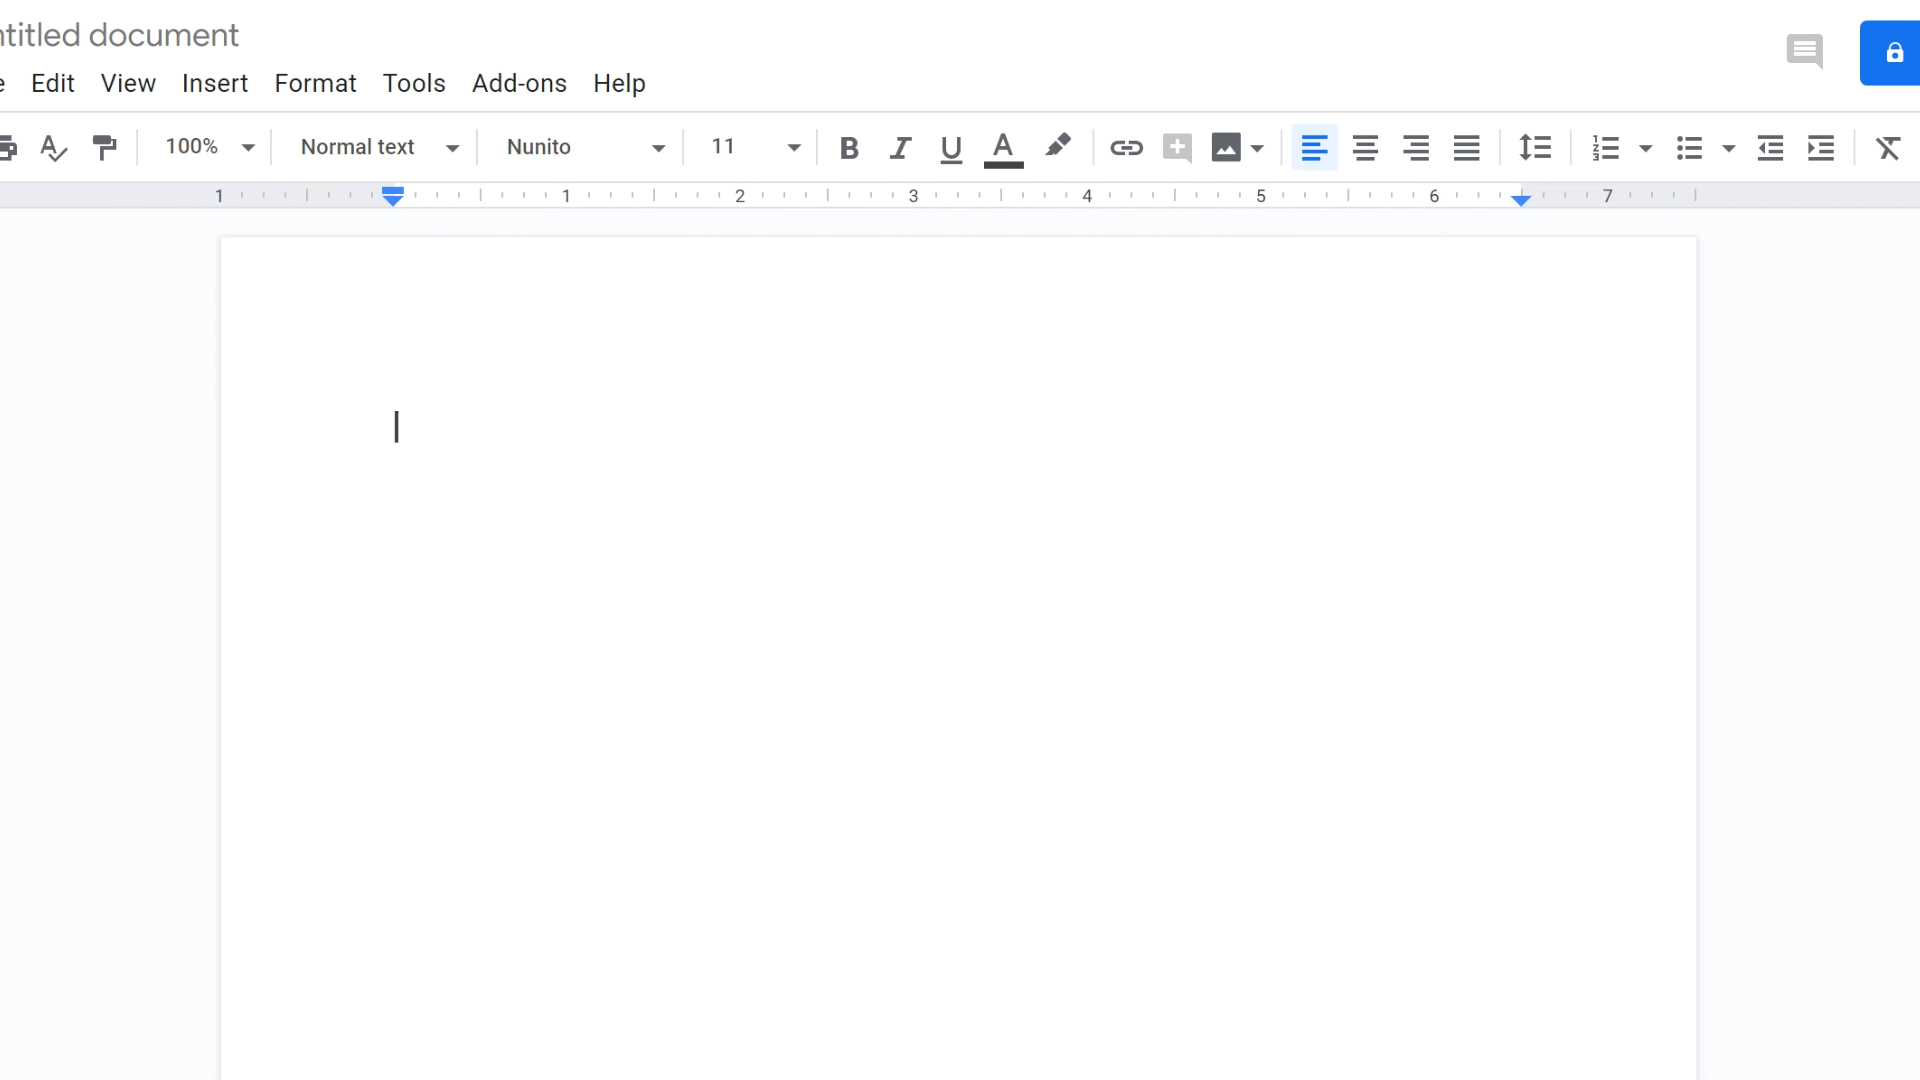 ntitled document
e Edit View Insert Format Tools Add-ons Help
100% Normal text Nunito 11 B I U A
1 1 2 3 4 5 6 7